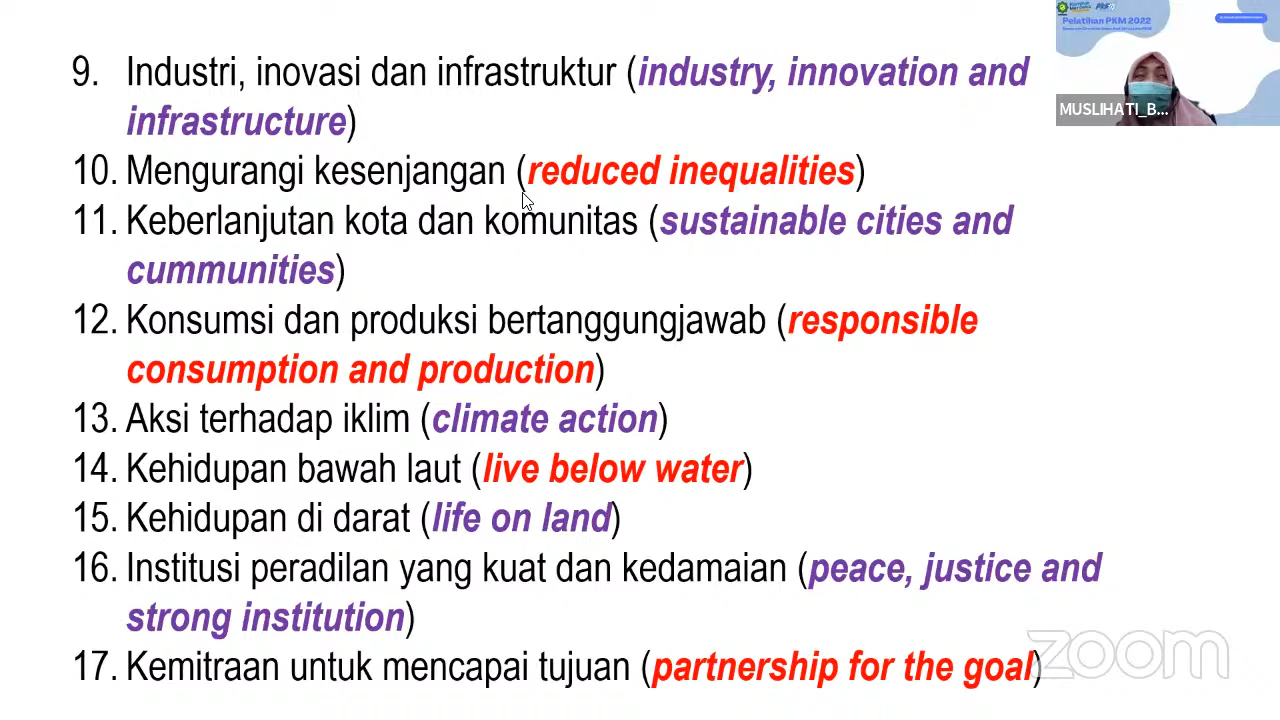 9. Industri, inovasi dan infrastruktur (industry, innovation and
infrastructure)
10. Mengurangi kesenjangan (reduced inequalities)
11. Keberlanjutan kota dan komunitas (sustainable cities and
cummunities)
12. Konsumsi dan produksi bertanggungjawab (responsible
consumption and production)
13. Aksi terhadap iklim (climate action)
14. Kehidupan bawah laut (live below water)
15. Kehidupan di darat (life on land)
16. Institusi peradilan yang kuat dan kedamaian (peace, justice and
strong institution)
17. Kemitraan untuk mencapai tujuan (partnership for the goal)
Pelatihan PKM 2022
MUSLIHATI_B...
zoom